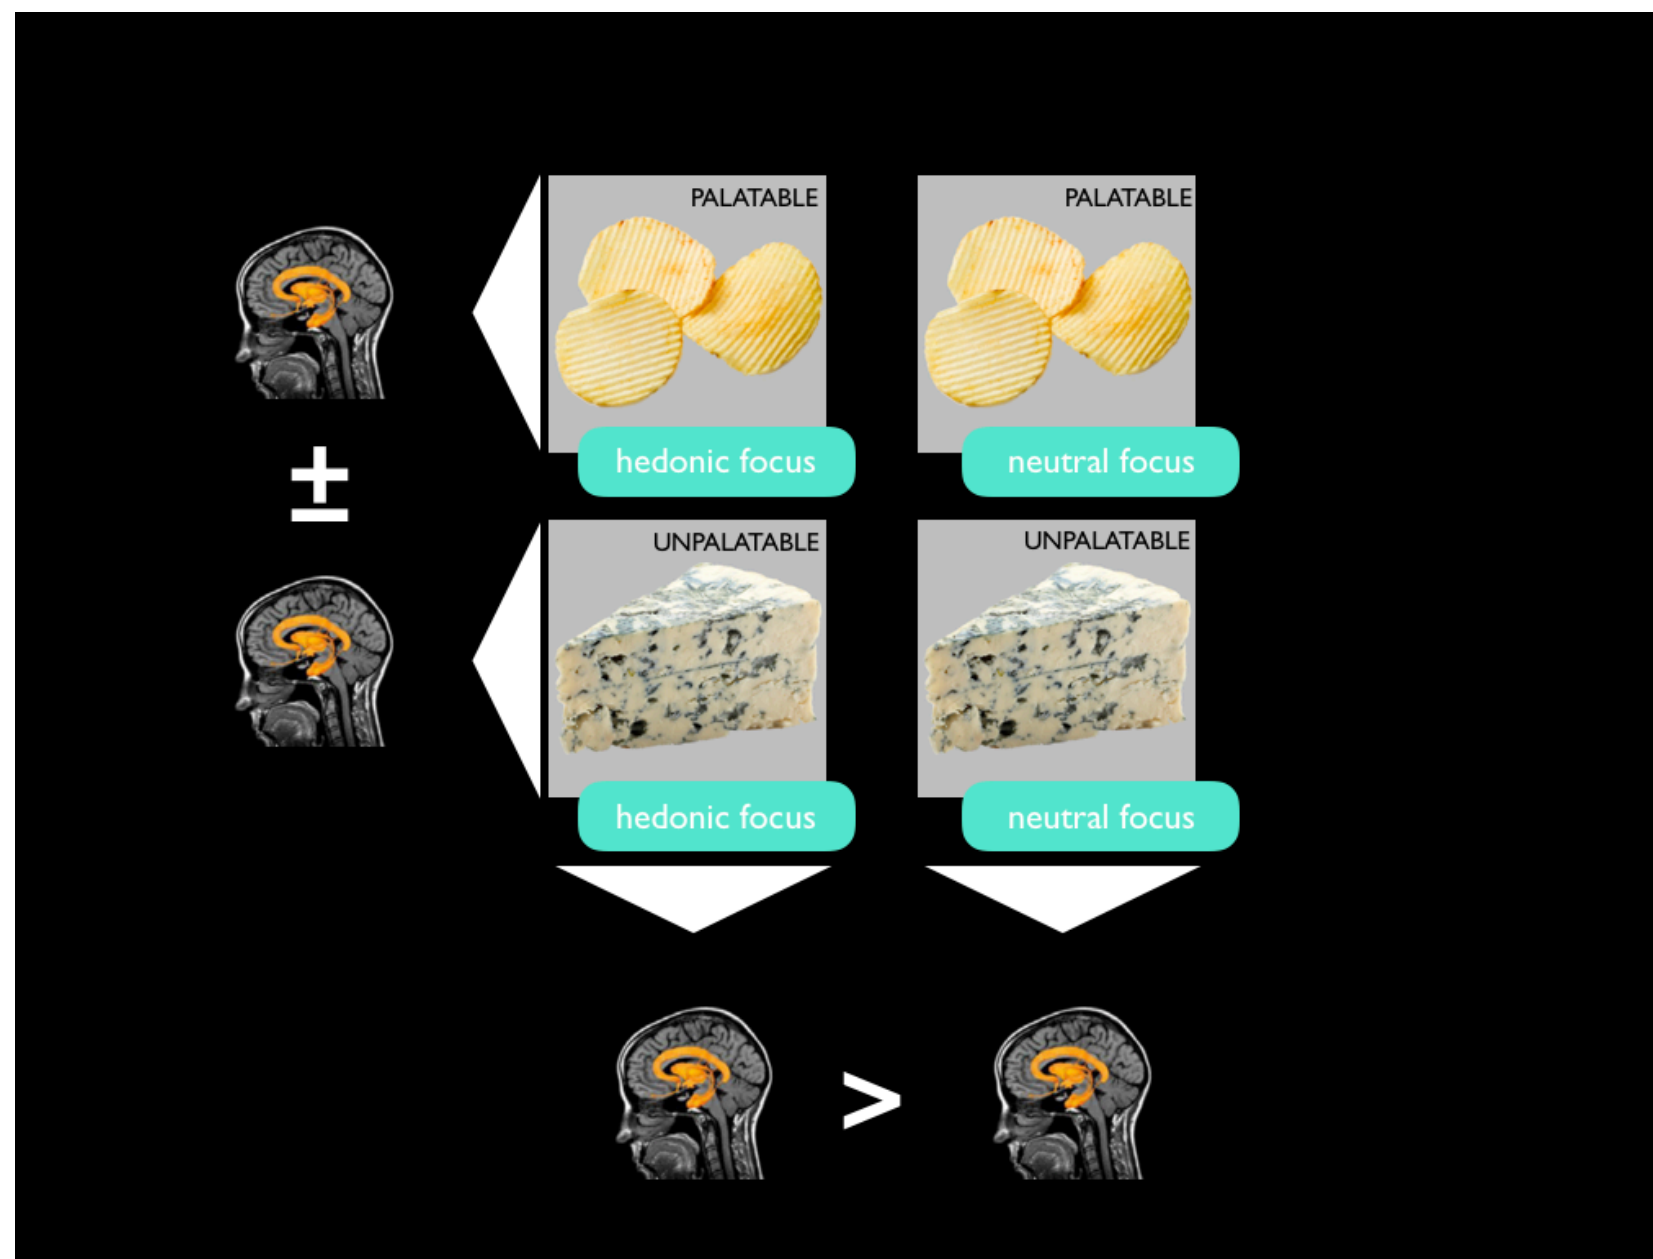 PALATABLE
PALATABLE
hedonic focus
neutral focus
±
UNPALATABLE
UNPALATABLE
hedonic focus
neutral focus
>